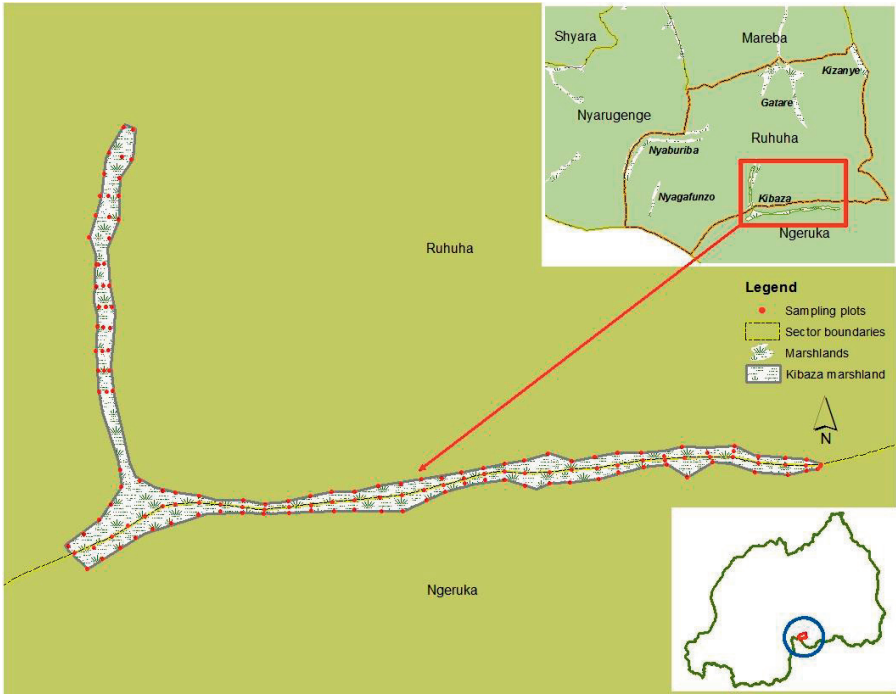 Shyara
Mareba
Kizanye
Gatare
Nyarugenge
Ruhuha
Nyaburiba
Nyagafunzo
Kibaza
Ngeruka
Ruhuha
Legend
Sampling plots
Sector boundaries
Marshlands
Kibaza marshland
N
Ngeruka